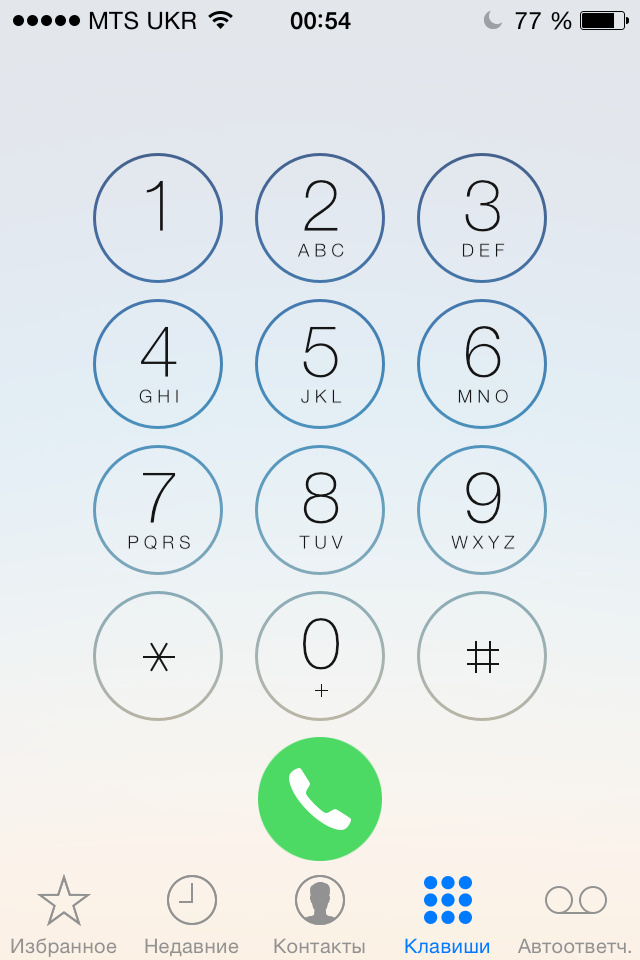 MTS UKR 00:54 77 %
1 2 3
ABC DEF
4 5 6
GHI JKL MNO
7 8 9
PQRS TUV WXYZ
* 0 #
+
Избранное Недавние Контакты Клавиши Автоответч.